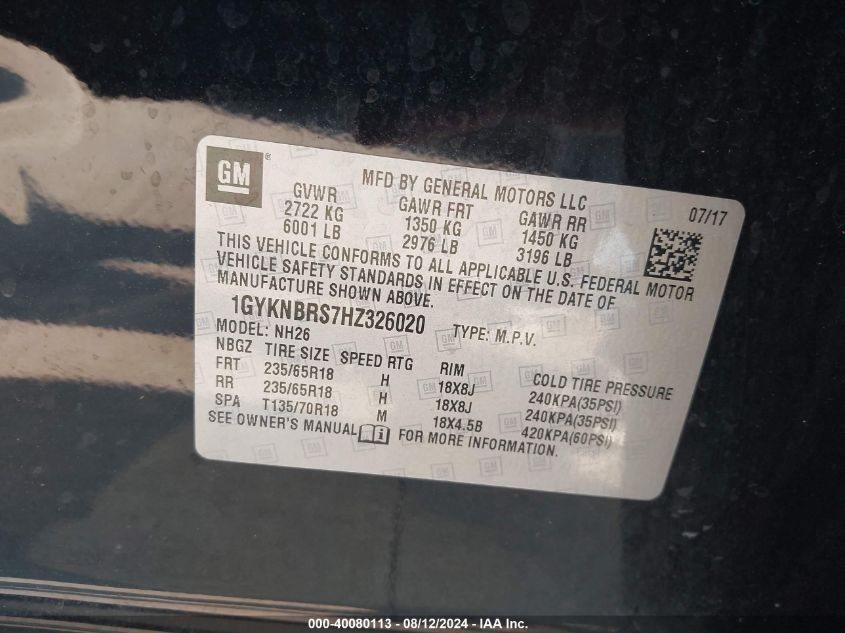 GM ®
MFD BY GENERAL MOTORS LLC
07/17
GVWR GAWR FRT GAWR RR
2722 KG 1350 KG 1450 KG
6001 LB 2976 LB 3196 LB
THIS VEHICLE CONFORMS TO ALL APPLICABLE U.S. FEDERAL MOTOR
VEHICLE SAFETY STANDARDS IN EFFECT ON THE DATE OF
MANUFACTURE SHOWN ABOVE.
1GYKNBRS7HZ326020 TYPE: M.P.V.
MODEL: NH26
NBGZ TIRE SIZE SPEED RTG RIM COLD TIRE PRESSURE
FRT 235/65R18 H 18X8J 240KPA(35PSI)
RR 235/65R18 H 18X8J 240KPA(35PSI)
SPA T135/70R18 M 18X4.5B 420KPA(60PSI)
SEE OWNER'S MANUAL FOR MORE INFORMATION.
000-40080113 - 08/12/2024 - IAA Inc.